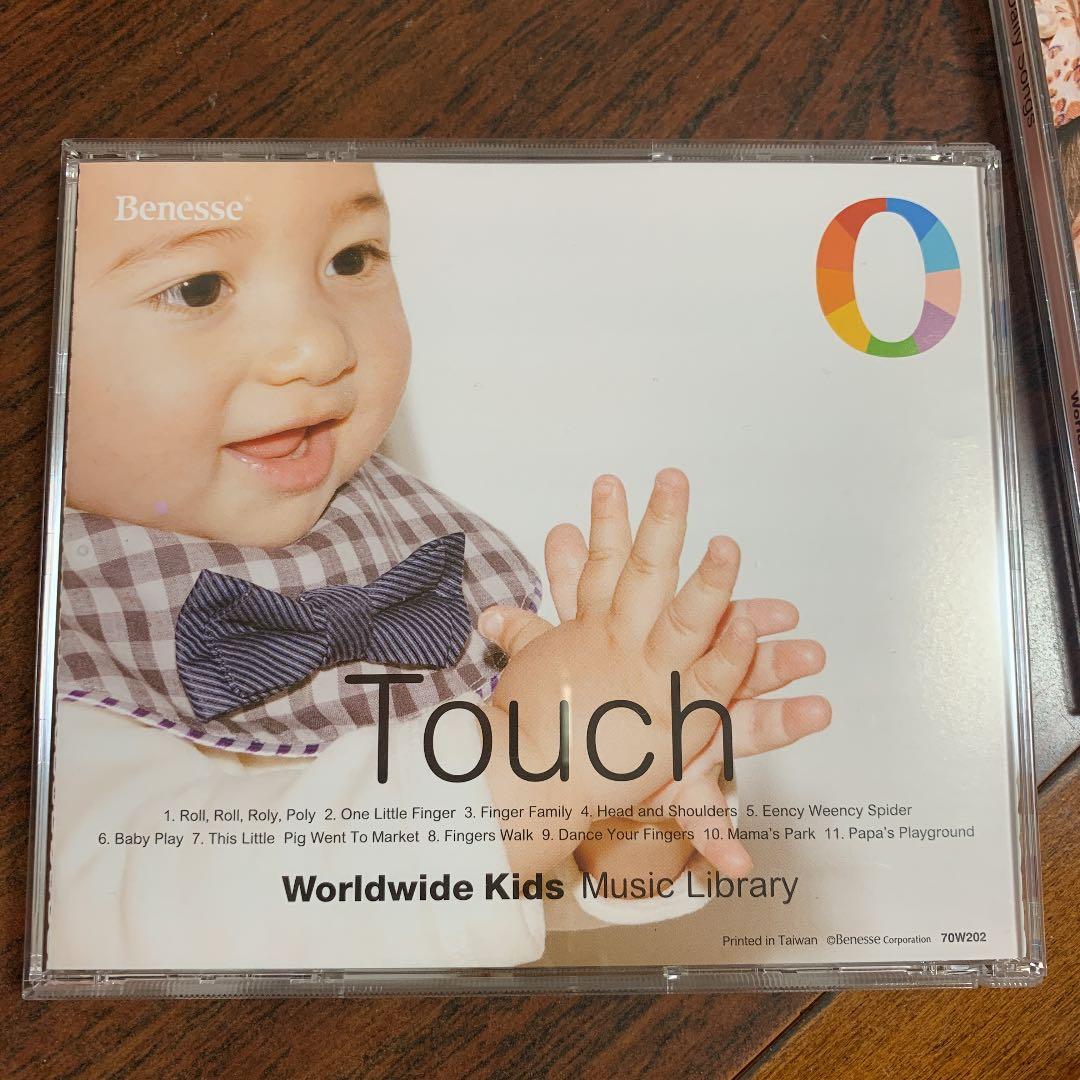 Benesse®
0
Touch
1. Roll, Roll, Roly, Poly 2. One Little Finger 3. Finger Family 4. Head and Shoulders 5. Eency Weency Spider
6. Baby Play 7. This Little Pig Went To Market 8. Fingers Walk 9. Dance Your Fingers 10. Mama's Park 11. Papa's Playground
Worldwide Kids Music Library
Printed in Taiwan ©Benesse Corporation 70W202
songs